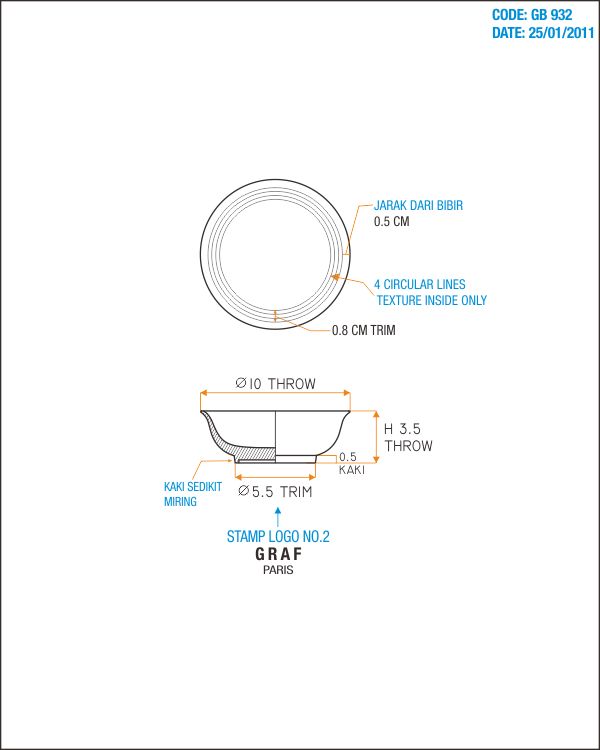 CODE: GB 932
DATE: 25/01/2011
JARAK DARI BIBIR
0.5 CM
4 CIRCULAR LINES
TEXTURE INSIDE ONLY
0.8 CM TRIM
∅10 THROW
H 3.5
THROW
0.5
KAKI
KAKI SEDIKIT
MIRING
∅5.5 TRIM
STAMP LOGO NO.2
GRAF
PARIS